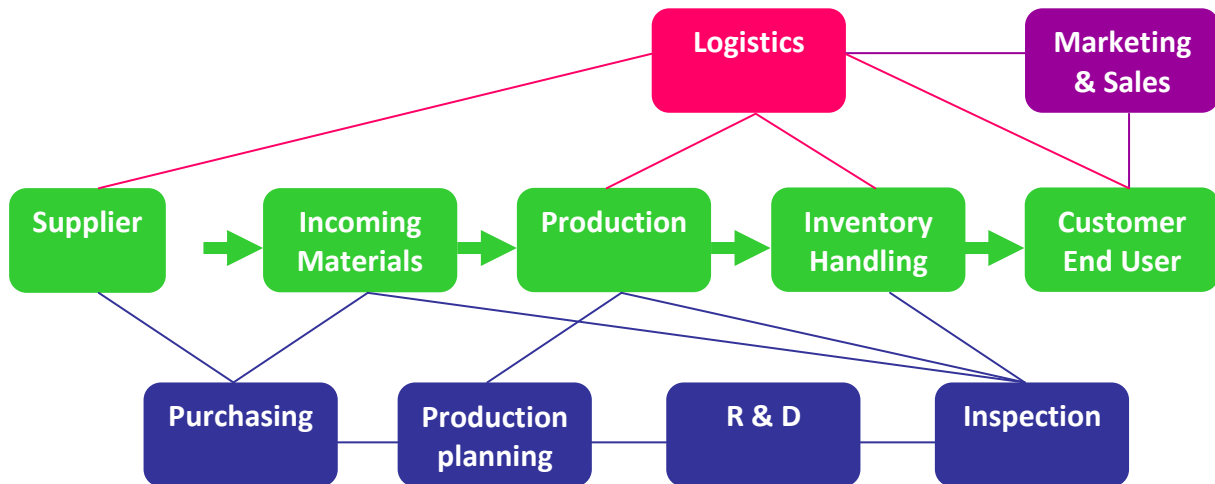 Logistics
Marketing
& Sales
Supplier
Incoming
Materials
Production
Inventory
Handling
Customer
End User
Purchasing
Production
planning
R & D
Inspection